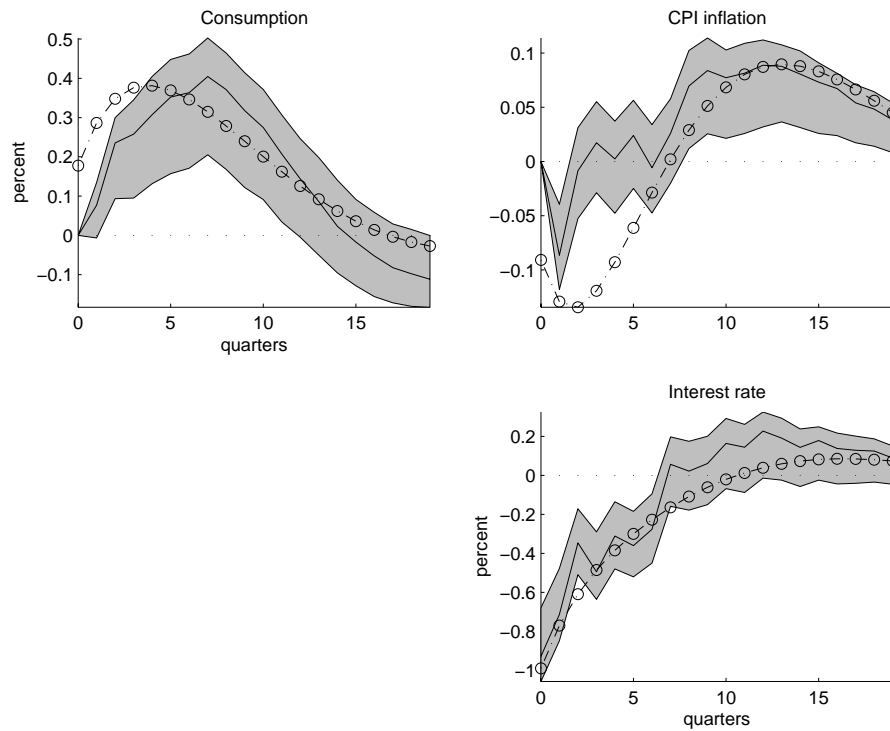 Consumption
0.5
0.4
0.3
0.2
0.1
0
−0.1
percent
0 5 10 15
quarters
CPI inflation
0.1
0.05
0
−0.05
−0.1
0 5 10 15
Interest rate
0.2
0
−0.2
−0.4
−0.6
−0.8
−1
percent
0 5 10 15
quarters